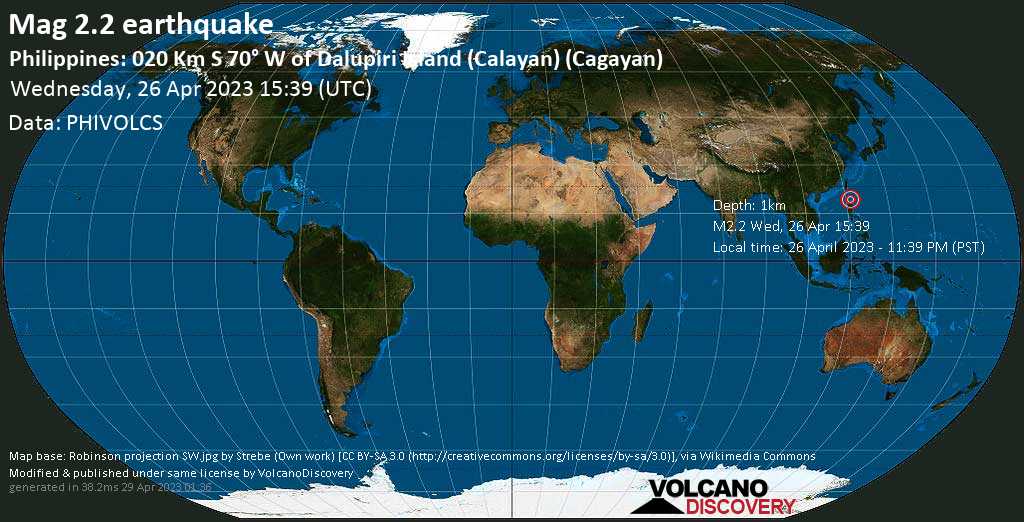 Mag 2.2 earthquake
Philippines: 020 Km S 70° W of Dalupiri Island (Calayan) (Cagayan)
Wednesday, 26 Apr 2023 15:39 (UTC)
Data: PHIVOLCS
Depth: 1km
M2.2 Wed, 26 Apr 15:39
Local time: 26 April 2023 - 11:39 PM (PST)
Map base: Robinson projection SW.jpg by Strebe (Own work) [CC BY-SA 3.0 (http://creativecommons.org/licenses/by-sa/3.0)], via Wikimedia Commons
Modified & published under same license by VolcanoDiscovery
generated in 38.2ms 29 Apr 2023 01:36
VOLCANO
DISCOVERY